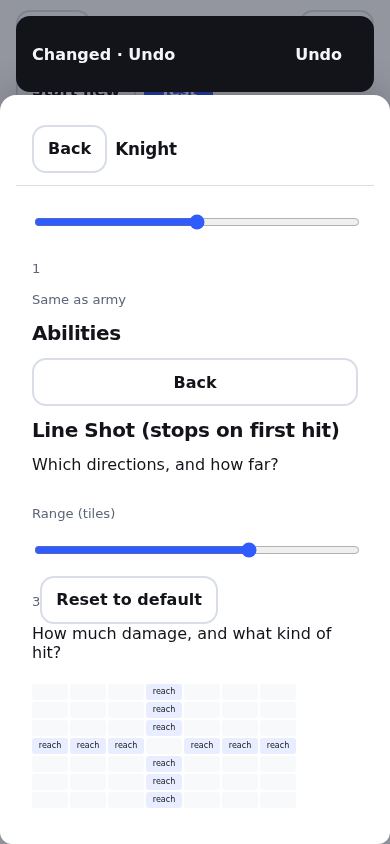 Changed · Undo Undo
Back Knight
1
Same as army
Abilities
Back
Line Shot (stops on first hit)
Which directions, and how far?
Range (tiles)
3 Reset to default
How much damage, and what kind of
hit?
reach
reach
reach
reach reach reach reach reach reach
reach
reach
reach